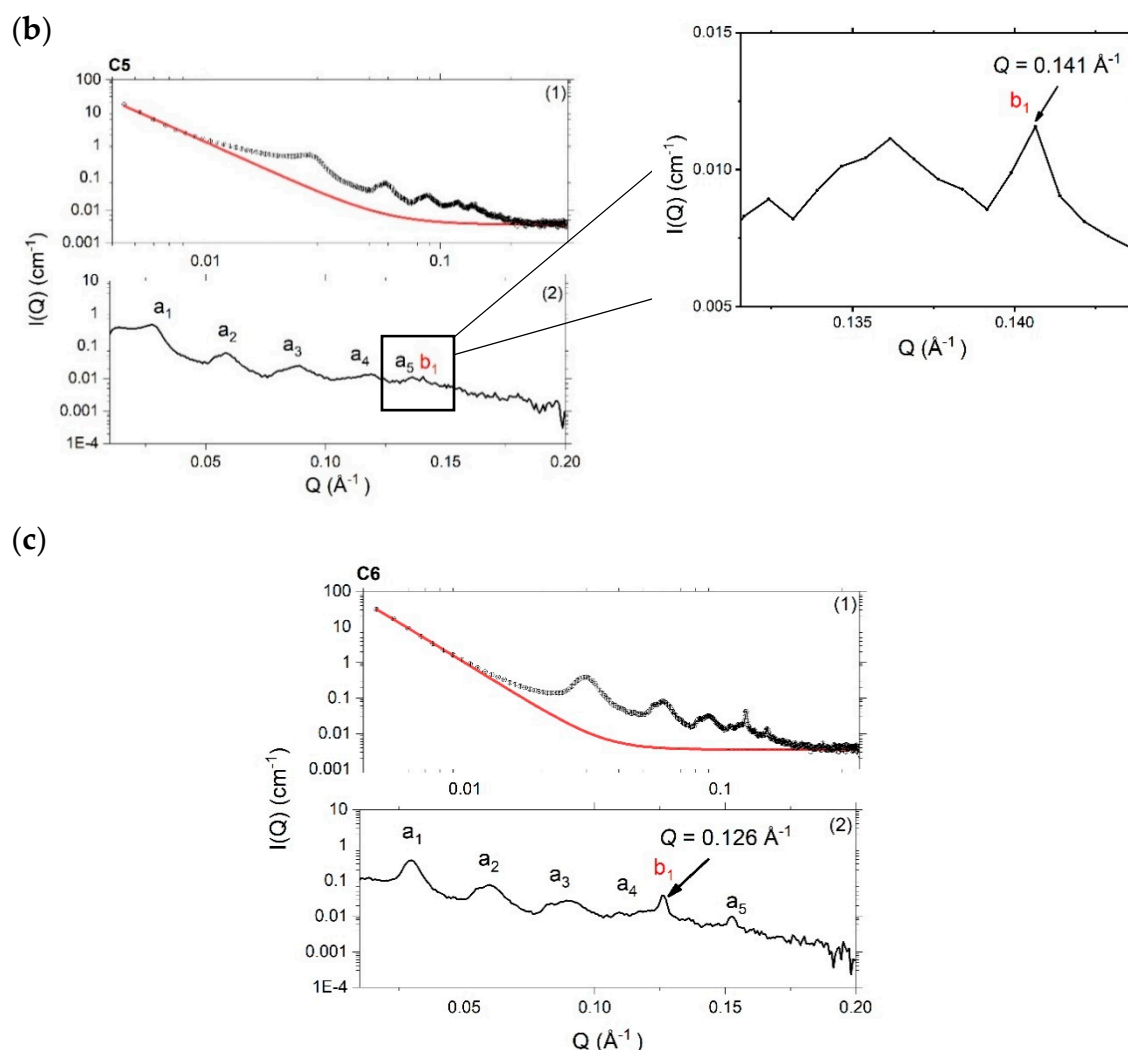 (b)
C5
100
10
1
0.1
0.01
0.001
(1)
0.01
0.1
I(Q) (cm-1)
10
1
0.1
0.01
0.001
1E-4
(2)
a1
a2
a3
a4
a5 b1
0.05
0.10
0.15
0.20
Q (Å-1)
0.015
0.010
0.005
I(Q) (cm-1)
Q = 0.141 Å-1
b1
0.135
0.140
Q (Å-1)
(c)
C6
100
10
1
0.1
0.01
0.001
(1)
0.01
0.1
I(Q) (cm-1)
10
1
0.1
0.01
0.001
1E-4
(2)
Q = 0.126 Å-1
a1
a2
a3
a4
b1
a5
0.05
0.10
0.15
0.20
Q (Å-1)